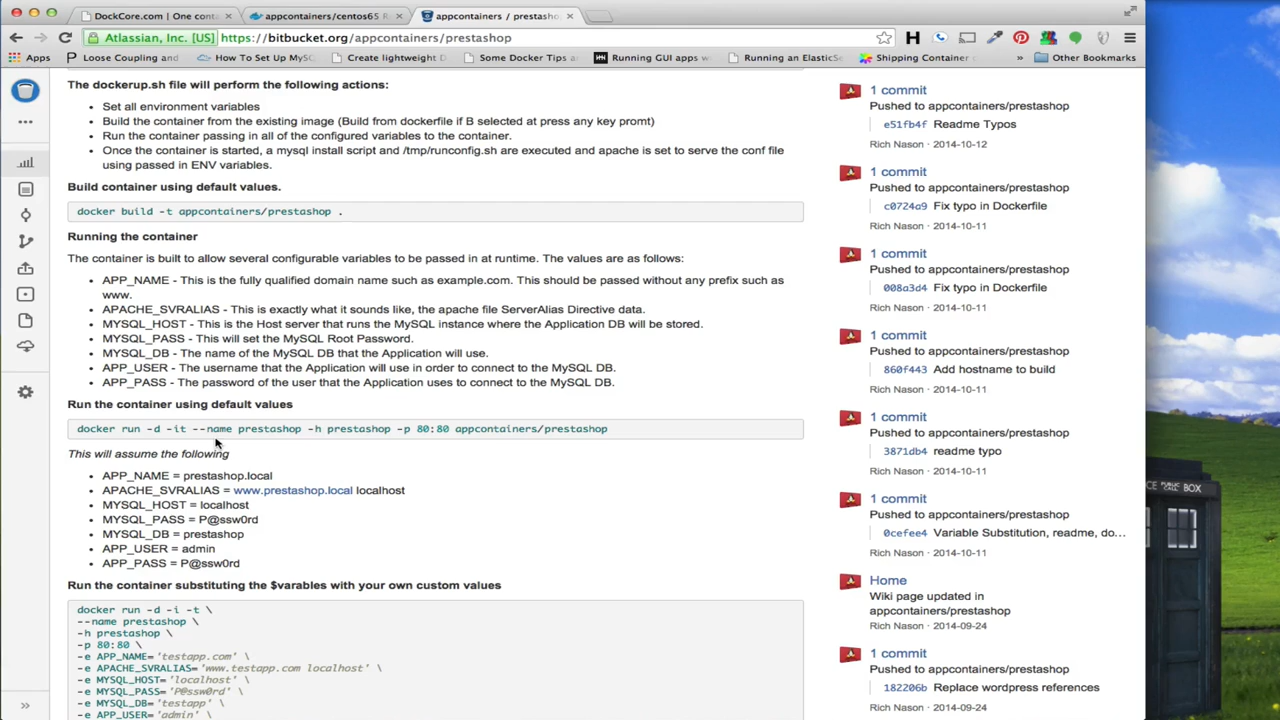 DockCore.com | One conta
appcontainers/centos65 R
appcontainers / prestashop
Atlassian, Inc. [US]
https://bitbucket.org/appcontainers/prestashop
Apps
Loose Coupling and
How To Set Up MyS
Create lightweight
Some Docker Tips a
Running GUI apps w
Running an Elastic
Shipping Container
»
Other Bookmarks
The dockerup.sh file will perform the following actions:
Set all environment variables
Build the container from the existing image (Build from dockerfile if B selected at press any key promt)
Run the container passing in all of the configured variables to the container.
Once the container is started, a mysql install script and /tmp/runconfig.sh are executed and apache is set to serve the conf file
using passed in ENV variables.
Build container using default values.
docker build -t appcontainers/prestashop .
Running the container
The container is built to allow several configurable variables to be passed in at runtime. The values are as follows:
APP_NAME - This is the fully qualified domain name such as example.com. This should be passed without any prefix such as
www.
APACHE_SVRALIAS - This is exactly what it sounds like, the apache file ServerAlias Directive data.
MYSQL_HOST - This is the Host server that runs the MySQL instance where the Application DB will be stored.
MYSQL_PASS - This will set the MySQL Root Password.
MYSQL_DB - The name of the MySQL DB that the Application will use.
APP_USER - The username that the Application will use in order to connect to the MySQL DB.
APP_PASS - The password of the user that the Application uses to connect to the MySQL DB.
Run the container using default values
docker run -d -it --name prestashop -h prestashop -p 80:80 appcontainers/prestashop
This will assume the following
APP_NAME = prestashop.local
APACHE_SVRALIAS = www.prestashop.local localhost
MYSQL_HOST = localhost
MYSQL_PASS = P@ssw0rd
MYSQL_DB = prestashop
APP_USER = admin
APP_PASS = P@ssw0rd
Run the container substituting the $varables with your own custom values
docker run -d -i -t \
--name prestashop \
-h prestashop \
-p 80:80 \
-e APP_NAME='testapp.com' \
-e APACHE_SVRALIAS='www.testapp.com localhost' \
-e MYSQL_HOST='localhost' \
-e MYSQL_PASS='P@ssw0rd' \
-e MYSQL_DB='testapp' \
-e APP_USER='admin' \
1 commit
Pushed to appcontainers/prestashop
e51fb4f Readme Typos
Rich Nason · 2014-10-12
1 commit
Pushed to appcontainers/prestashop
c0724a9 Fix typo in Dockerfile
Rich Nason · 2014-10-11
1 commit
Pushed to appcontainers/prestashop
008a3d4 Fix typo in Dockerfile
Rich Nason · 2014-10-11
1 commit
Pushed to appcontainers/prestashop
860f443 Add hostname to build
Rich Nason · 2014-10-11
1 commit
Pushed to appcontainers/prestashop
3871db4 readme typo
Rich Nason · 2014-10-11
1 commit
Pushed to appcontainers/prestashop
0cefee4 Variable Substitution, readme, do...
Rich Nason · 2014-10-11
Home
Wiki page updated in
appcontainers/prestashop
Rich Nason · 2014-09-24
1 commit
Pushed to appcontainers/prestashop
182206b Replace wordpress references
Rich Nason · 2014-09-24
CE BOX